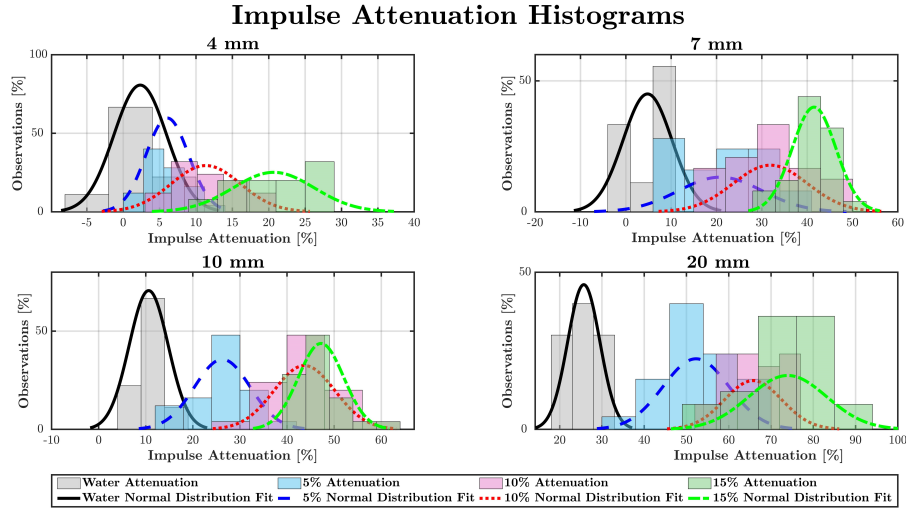 Impulse Attenuation Histograms
4 mm
Observations [%]
100
50
0
-5 0 5 10 15 20 25 30 35 40
Impulse Attenuation [%]
7 mm
Observations [%]
50
0
-20 -10 0 10 20 30 40 50 60
Impulse Attenuation [%]
10 mm
Observations [%]
50
0
-10 0 10 20 30 40 50 60
Impulse Attenuation [%]
20 mm
Observations [%]
50
0
20 30 40 50 60 70 80 90 100
Impulse Attenuation [%]
Water Attenuation 5% Attenuation 10% Attenuation 15% Attenuation
Water Normal Distribution Fit 5% Normal Distribution Fit 10% Normal Distribution Fit 15% Normal Distribution Fit